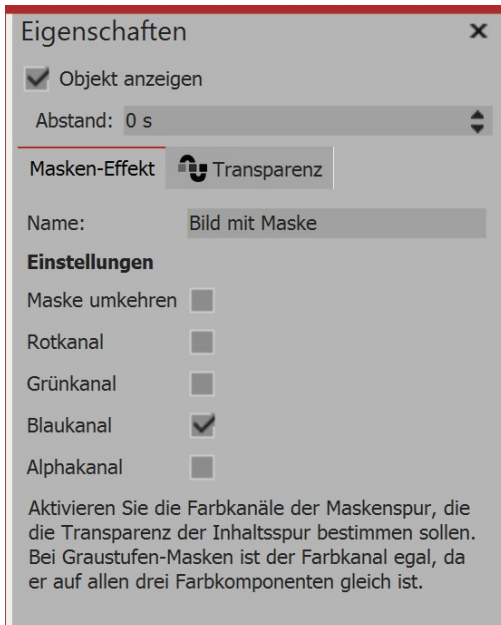 Eigenschaften
Objekt anzeigen
Abstand: 0 s
Masken-Effekt Transparenz
Name: Bild mit Maske
Einstellungen
Maske umkehren
Rotkanal
Grünkanal
Blaukanal
Alphakanal
Aktivieren Sie die Farbkanäle der Maskenspur, die
die Transparenz der Inhaltsspur bestimmen sollen.
Bei Graustufen-Masken ist der Farbkanal egal, da
er auf allen drei Farbkomponenten gleich ist.